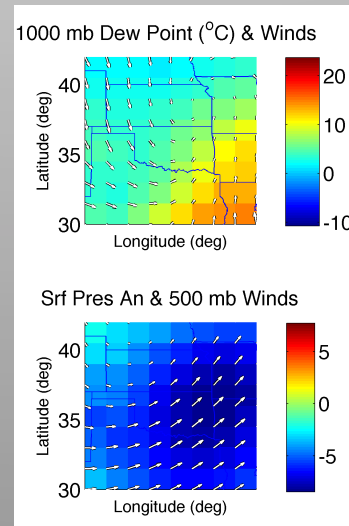 1000 mb Dew Point (°C) & Winds
40
35
30
Latitude (deg)
Longitude (deg)
20
10
0
-10
Srf Pres An & 500 mb Winds
40
35
30
Latitude (deg)
Longitude (deg)
5
0
-5